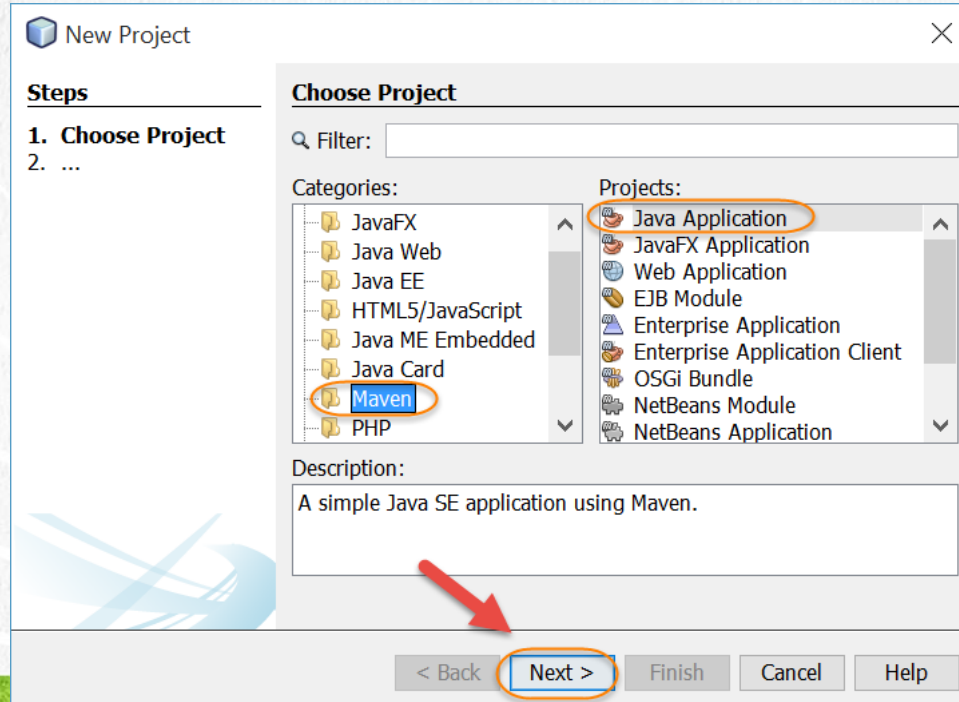 New Project
Steps
1. Choose Project
2. ...
Choose Project
Filter:
Categories:
JavaFX
Java Web
Java EE
HTML5/JavaScript
Java ME Embedded
Java Card
Maven
PHP
Projects:
Java Application
JavaFX Application
Web Application
EJB Module
Enterprise Application
Enterprise Application Client
OSGi Bundle
NetBeans Module
NetBeans Application
Description:
A simple Java SE application using Maven.
< Back Next > Finish Cancel Help